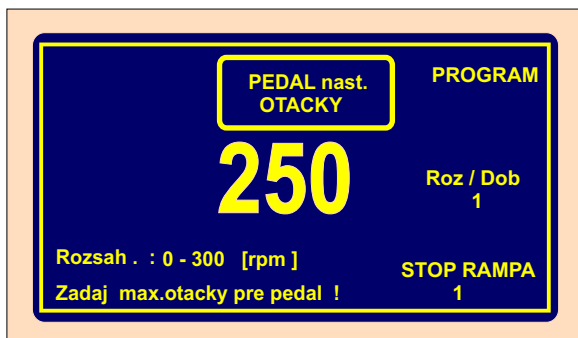 PEDAL nast.
OTACKY
PROGRAM
250
Roz / Dob
1
Rozsah . : 0 - 300 [rpm ]
Zadaj max.otacky pre pedal !
STOP RAMPA
1